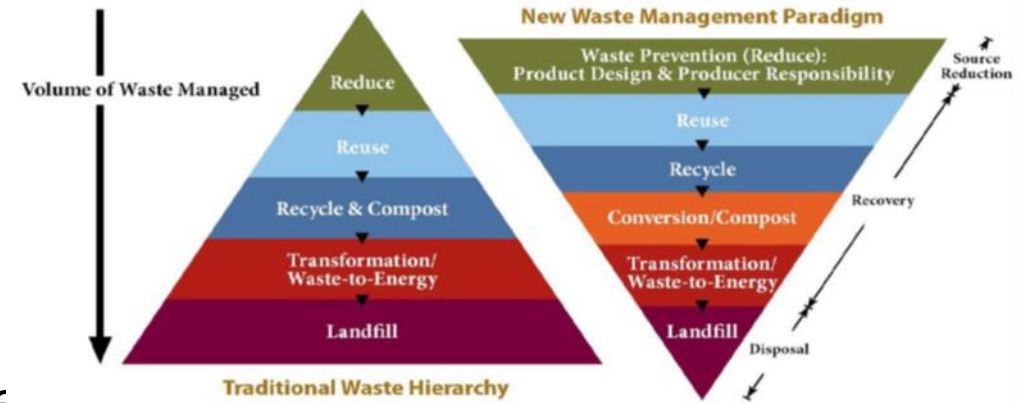 New Waste Management Paradigm
Volume of Waste Managed
Reduce
Reuse
Recycle & Compost
Transformation/
Waste-to-Energy
Landfill
Traditional Waste Hierarchy
Waste Prevention (Reduce):
Product Design & Producer Responsibility
Reuse
Recycle
Conversion/Compost
Transformation/
Waste-to-Energy
Landfill
Source
Reduction
Recovery
Disposal